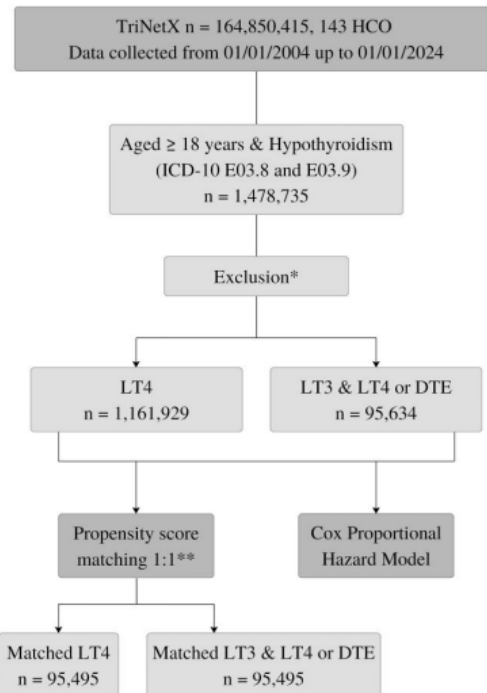 TriNetX n = 164,850,415, 143 HCO
Data collected from 01/01/2004 up to 01/01/2024
Aged ≥ 18 years & Hypothyroidism
(ICD-10 E03.8 and E03.9)
n = 1,478,735
Exclusion*
LT4
n = 1,161,929
LT3 & LT4 or DTE
n = 95,634
Propensity score
matching 1:1**
Cox Proportional
Hazard Model
Matched LT4
n = 95,495
Matched LT3 & LT4 or DTE
n = 95,495